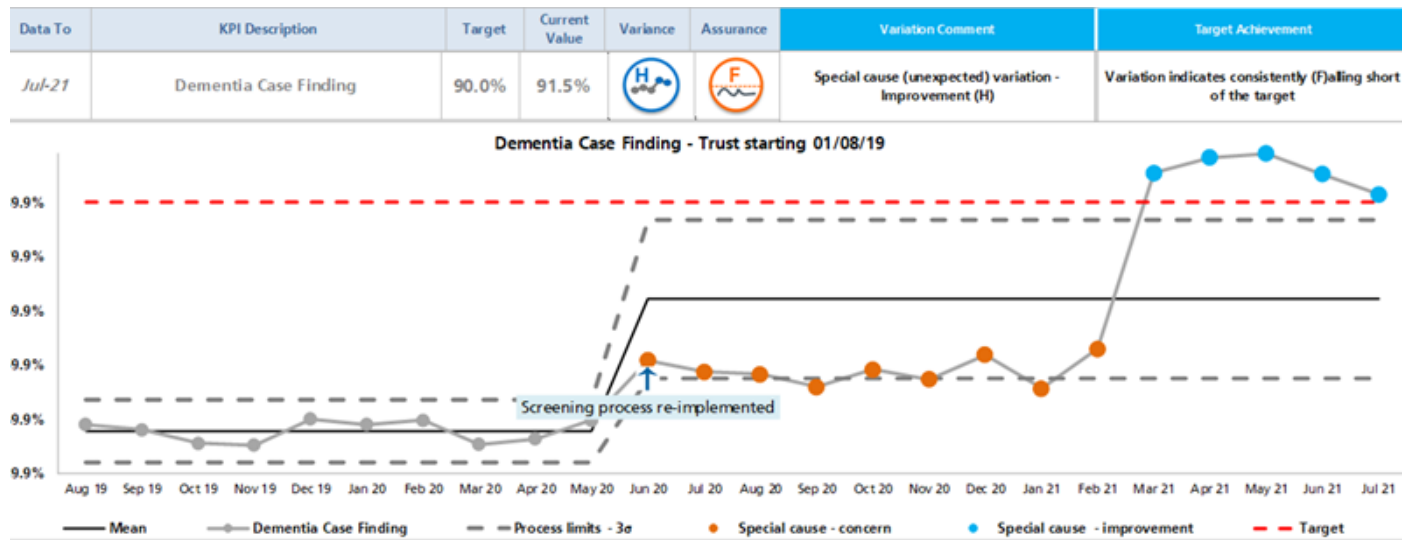 Data To KPI Description Target Current Value Variance Assurance Variation Comment Target Achievement
Jul-21 Dementia Case Finding 90.0% 91.5% H F Special cause (unexpected) variation - Improvement (H) Variation indicates consistently (F)alling short of the target
Dementia Case Finding - Trust starting 01/08/19
9.9%
9.9%
9.9%
9.9%
9.9%
9.9%
Screening process re-implemented
Aug 19 Sep 19 Oct 19 Nov 19 Dec 19 Jan 20 Feb 20 Mar 20 Apr 20 May 20 Jun 20 Jul 20 Aug 20 Sep 20 Oct 20 Nov 20 Dec 20 Jan 21 Feb 21 Mar 21 Apr 21 May 21 Jun 21 Jul 21
Mean Dementia Case Finding Process limits - 3σ Special cause - concern Special cause - improvement Target